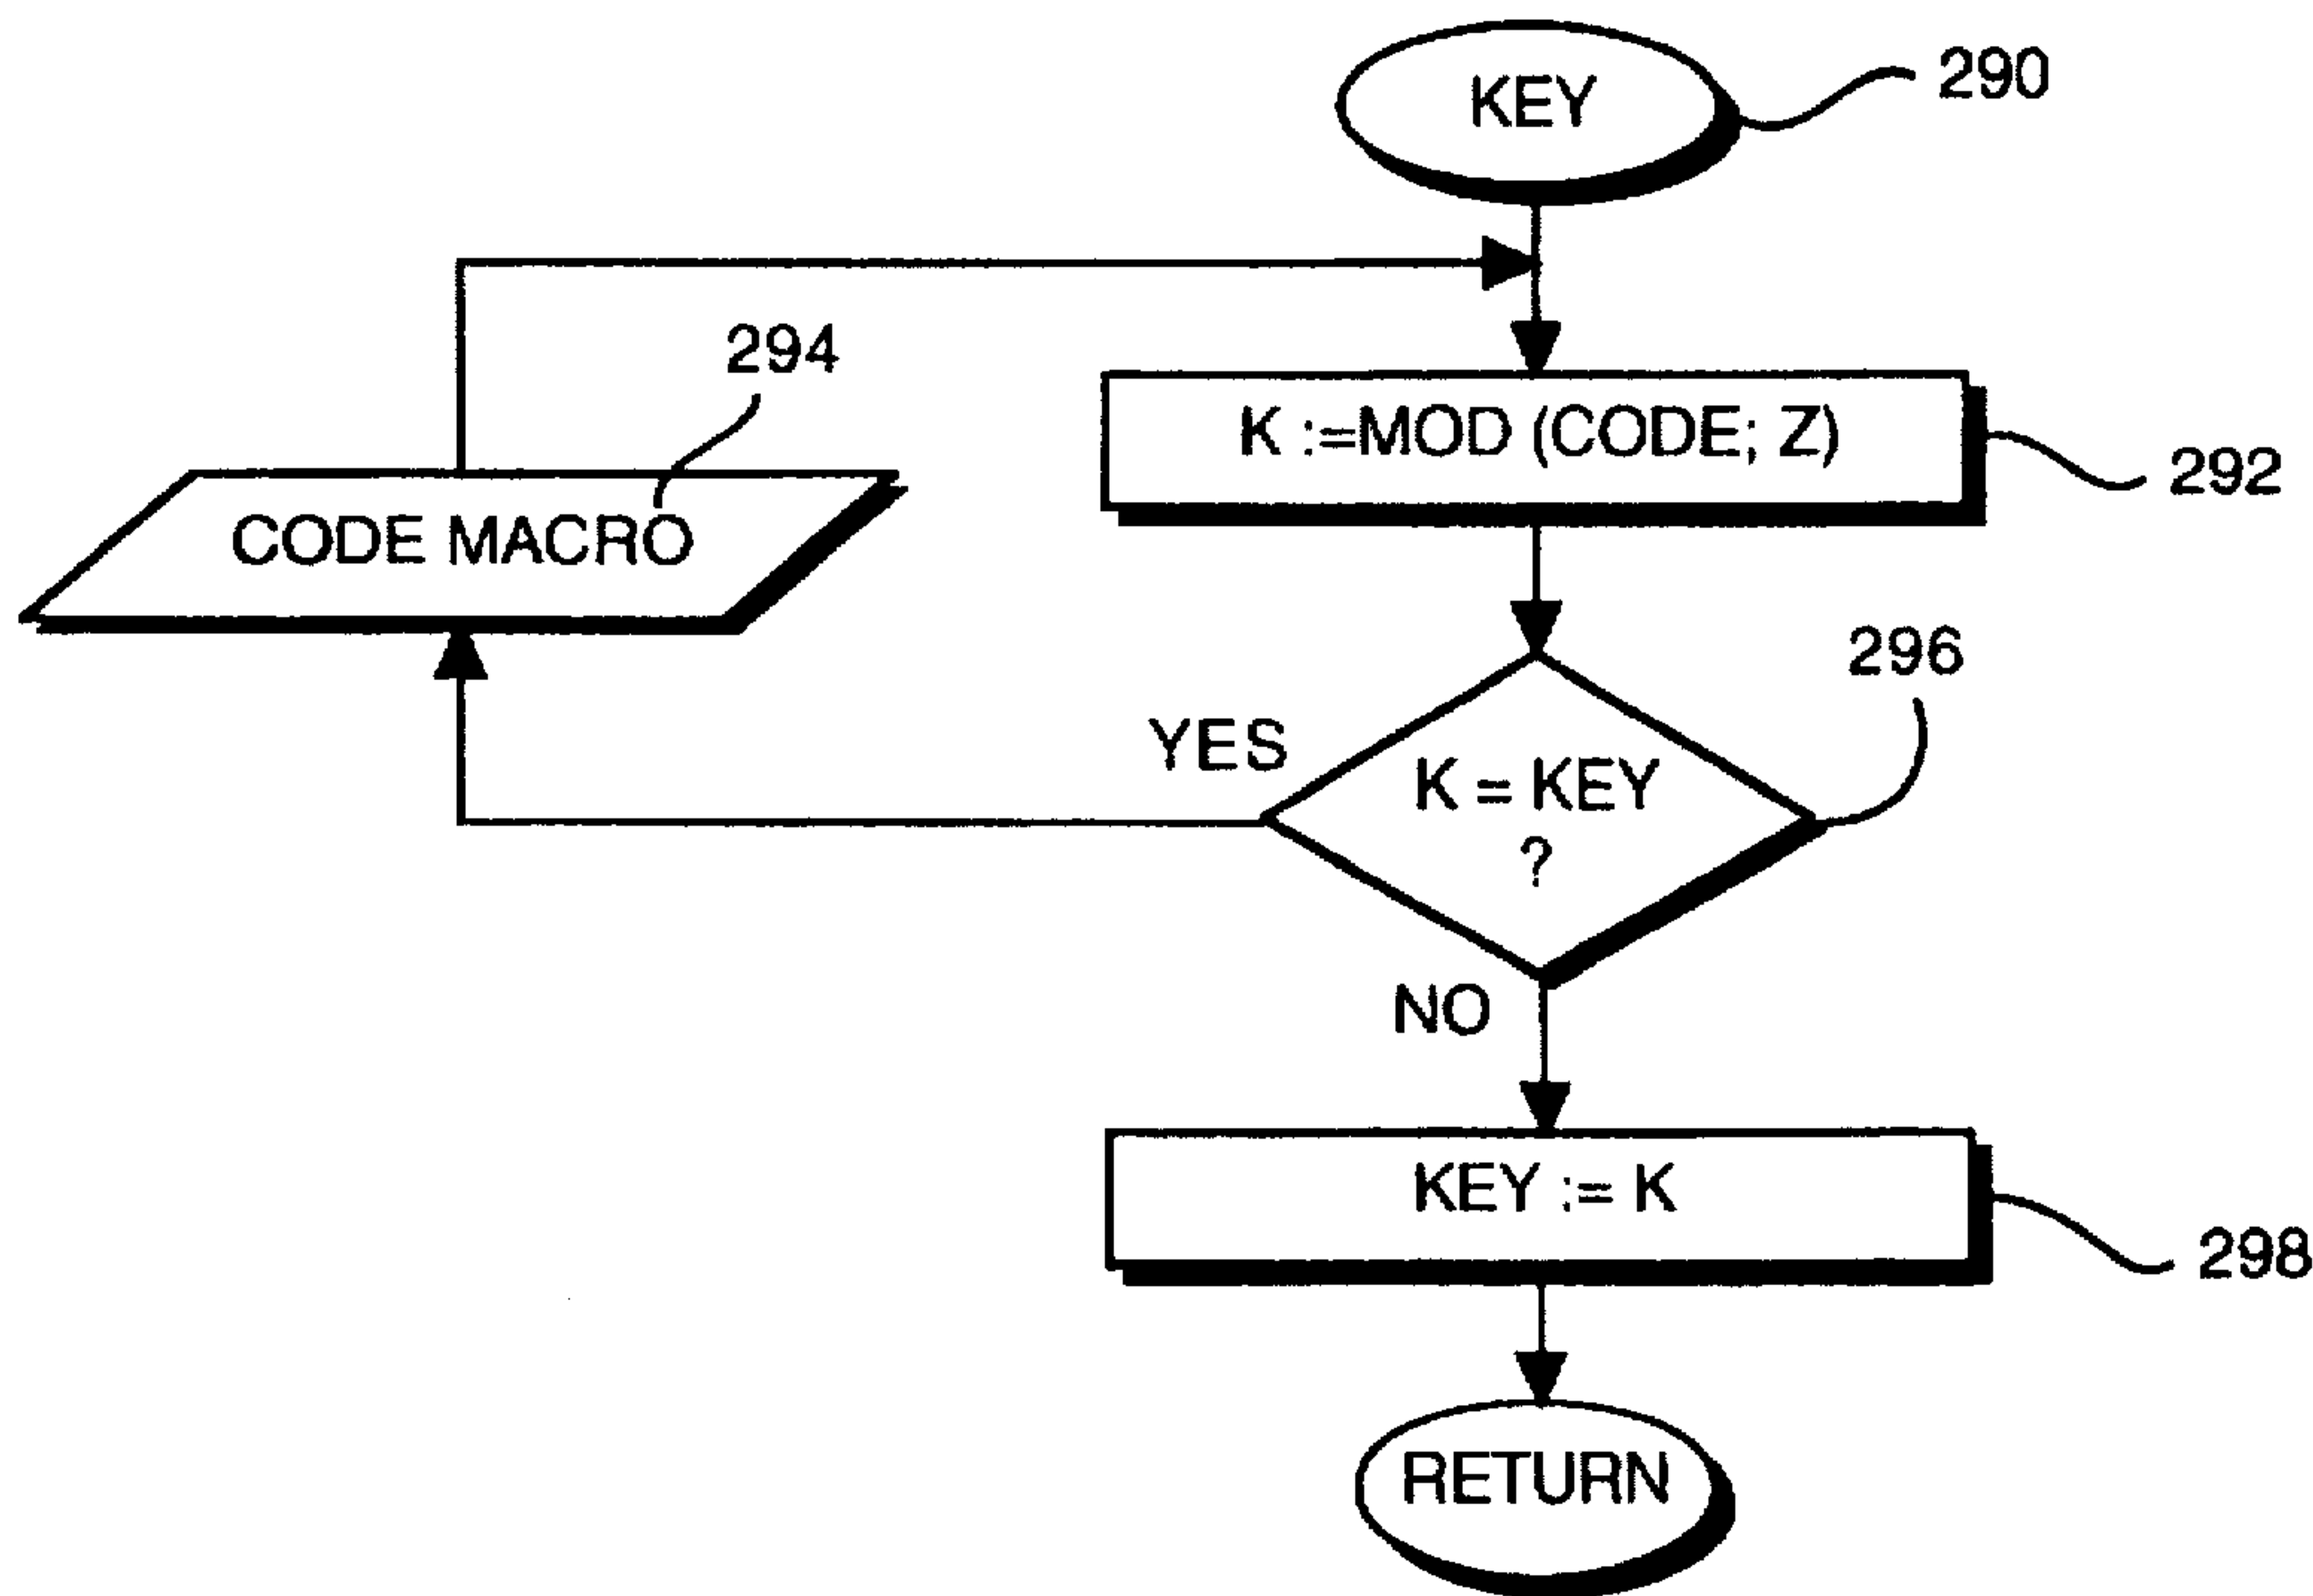 KEY
290
294
K :=MOD (CODE; Z)
292
CODE MACRO
296
YES
K = KEY
?
NO
KEY := K
298
RETURN